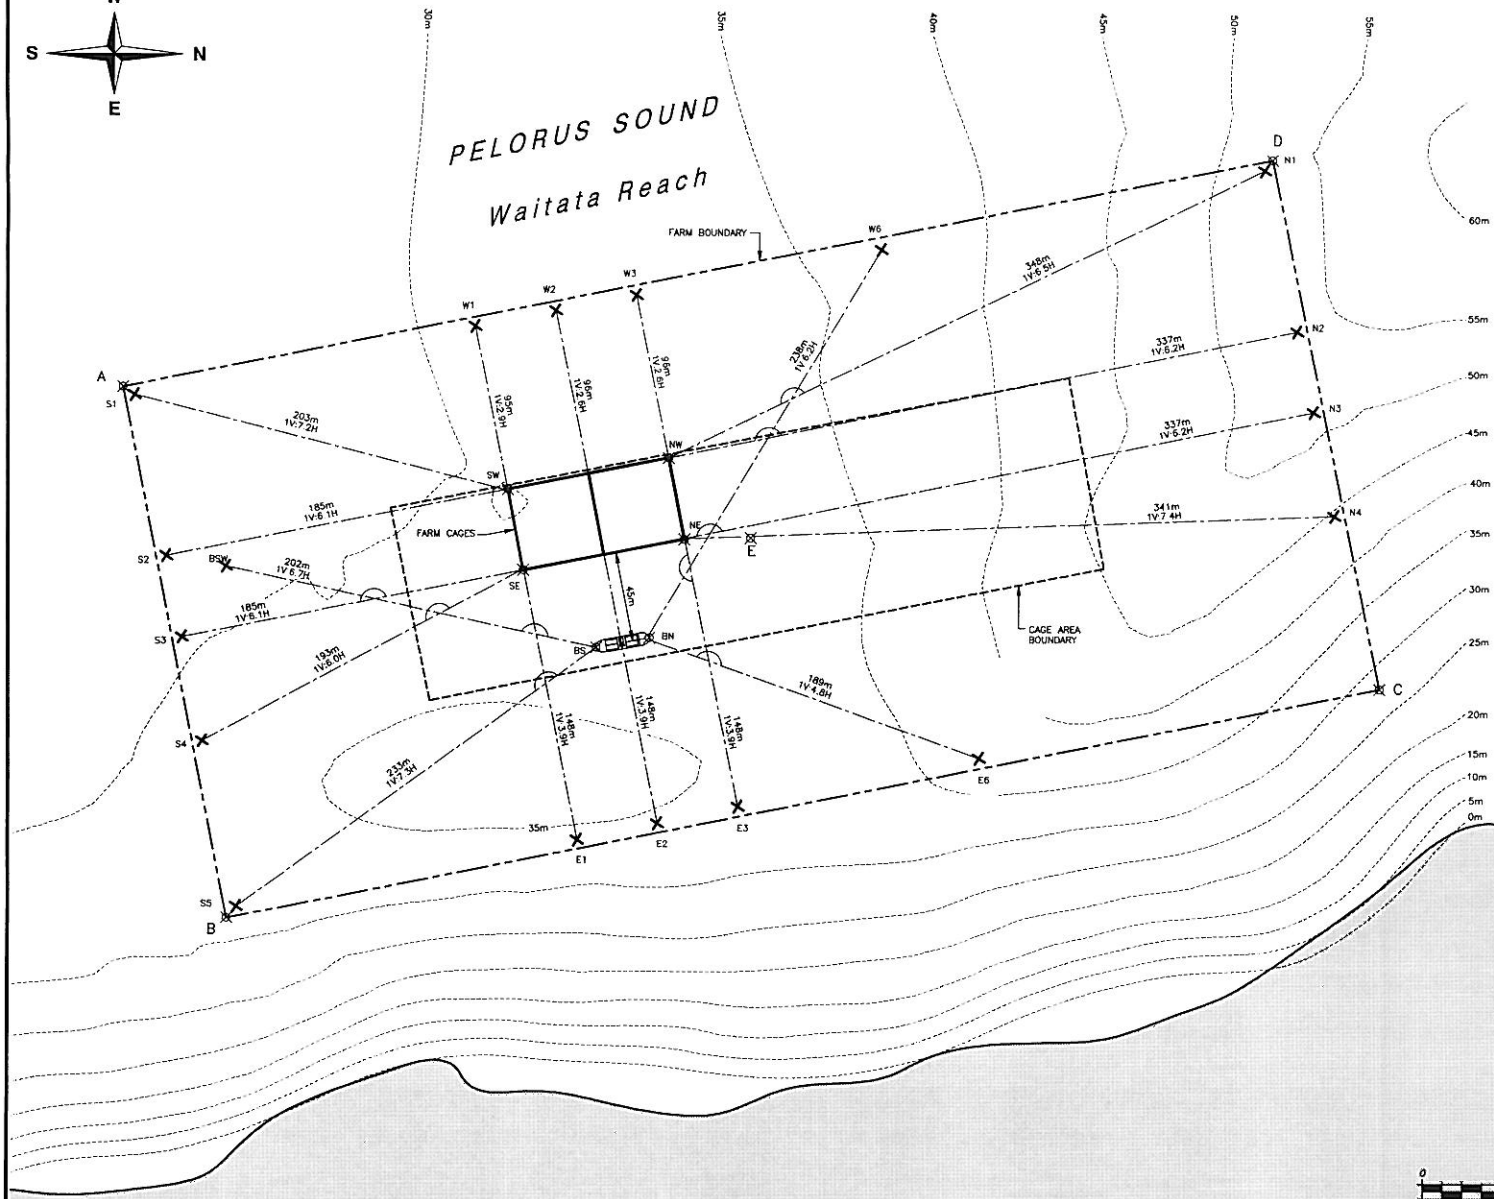 S
N
E
30m
35m
40m
45m
50m
55m
PELORUS SOUND
Waitata Reach
FARM BOUNDARY
D
N1
60m
W6
W3
W2
W1
348m
1V:6.5H
A
S1
203m
1V:7.2H
95m
1V:2.9H
96m
1V:2.6H
96m
1V:2.6H
238m
1V:6.2H
337m
1V:6.2H
N2
55m
50m
N3
337m
1V:6.2H
45m
NW
SW
40m
185m
1V:6.1H
FARM CAGES
NE
E
341m
1V:7.4H
N4
35m
S2
BSW
202m
1V:6.7H
SE
45m
30m
185m
1V:6.1H
S3
BS
BN
CAGE AREA
BOUNDARY
25m
193m
1V:6.0H
189m
1V:4.8H
C
S4
148m
1V:3.9H
148m
1V:3.9H
148m
1V:3.9H
20m
233m
1V:7.3H
15m
10m
E6
5m
0m
35m
E3
E2
E1
S5
B
0